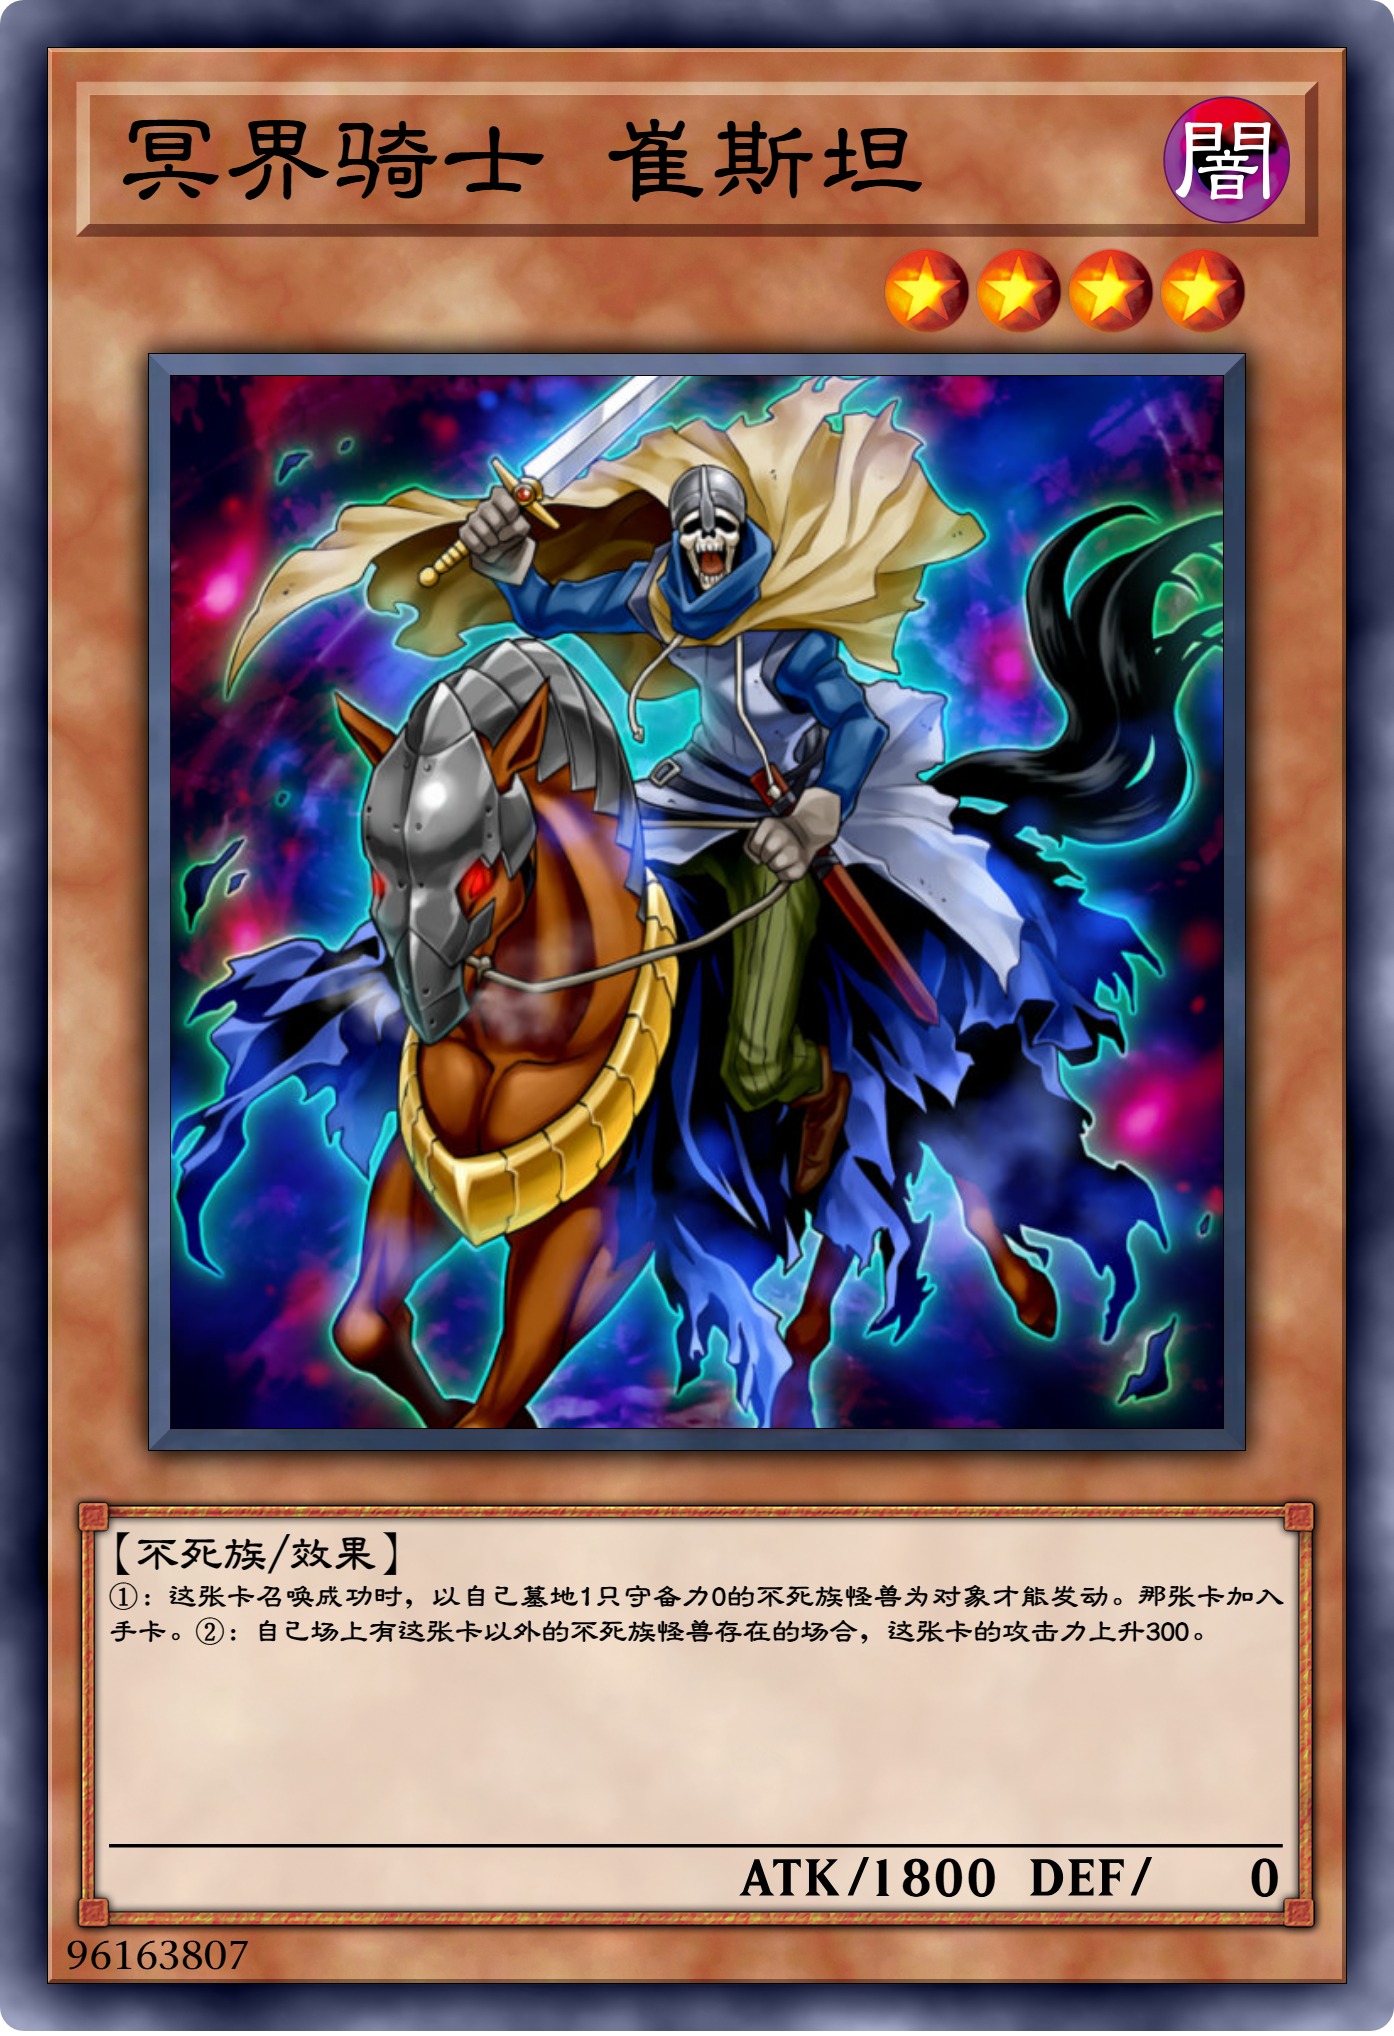 冥界骑士 崔斯坦
闇
【不死族/效果】
①：这张卡召唤成功时，以自己墓地1只守备力0的不死族怪兽为对象才能发动。那张卡加入
手卡。②：自己场上有这张卡以外的不死族怪兽存在的场合，这张卡的攻击力上升300。
ATK/1800 DEF/ 0
96163807